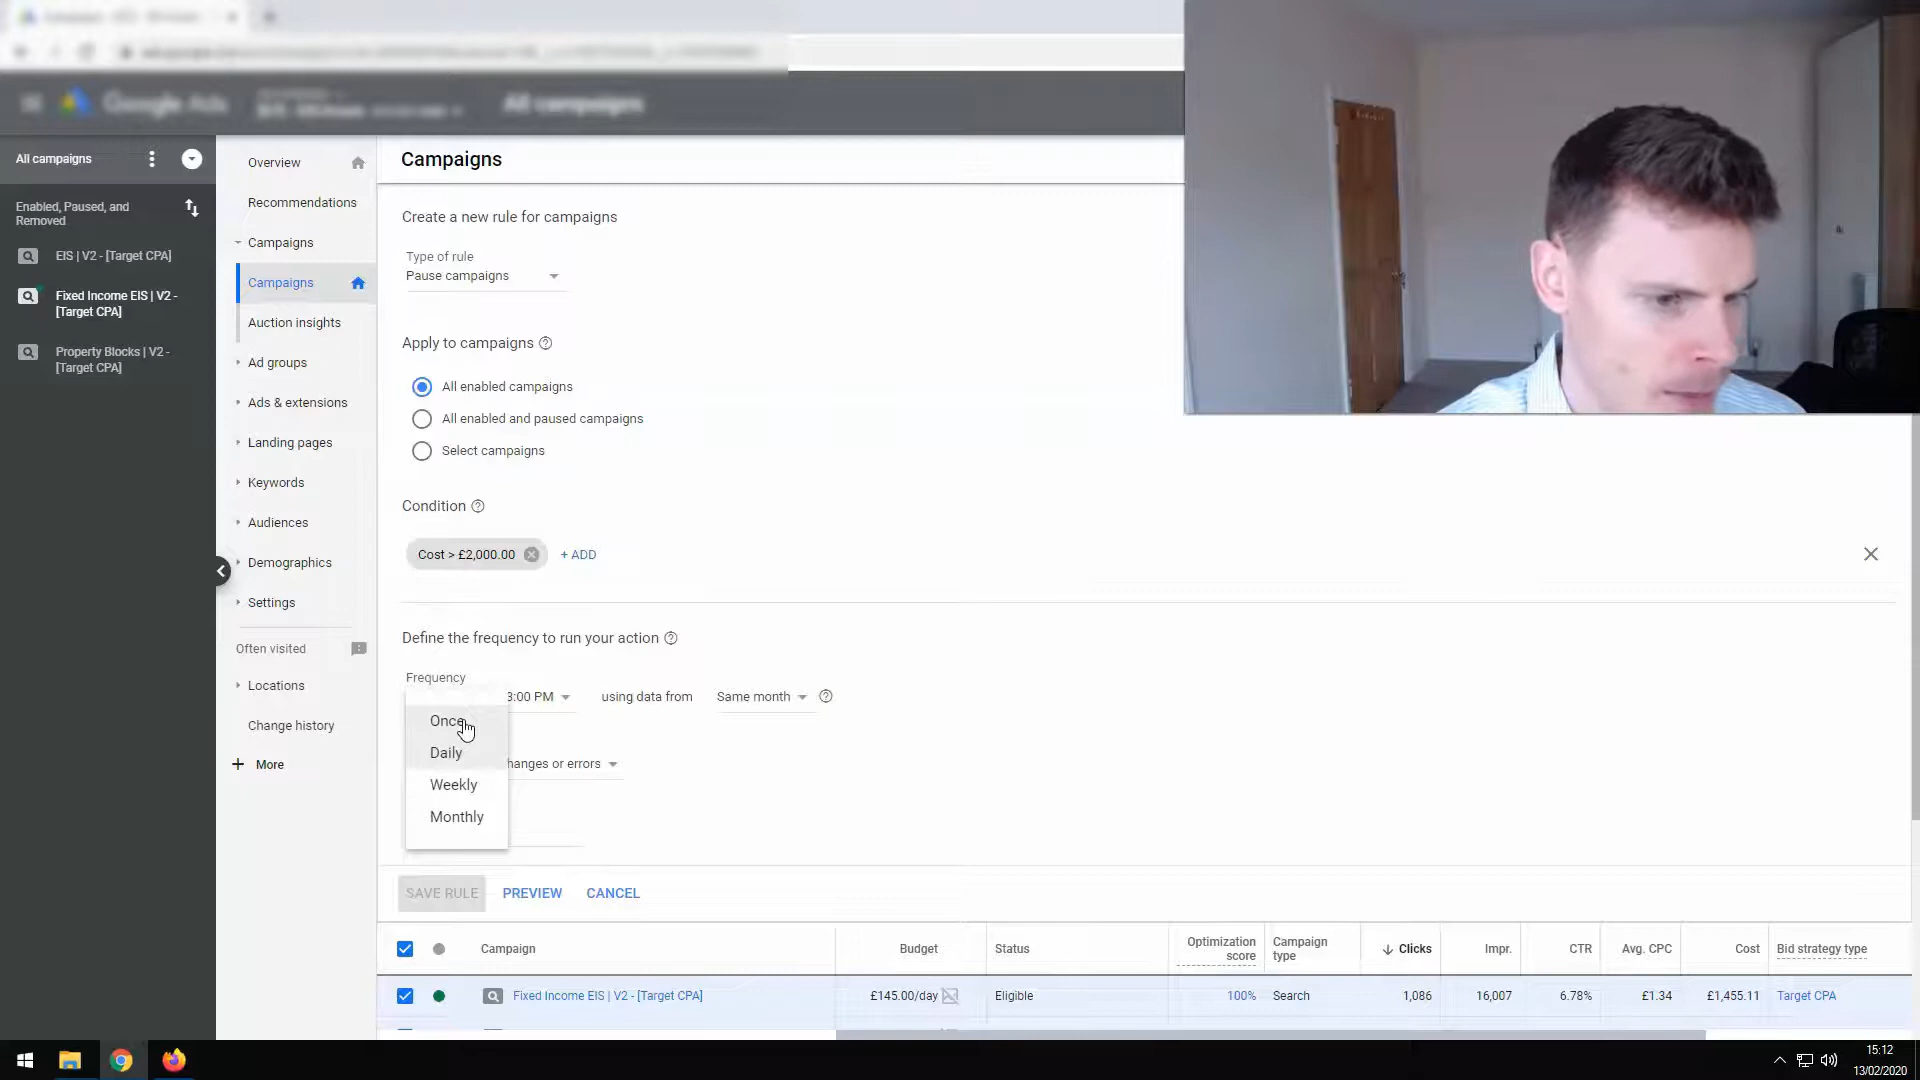 Google Ads
All campaigns
All campaigns
Enabled, Paused, and
Removed
EIS | V2 - [Target CPA]
Fixed Income EIS | V2 -
[Target CPA]
Property Blocks | V2 -
[Target CPA]
Overview
Recommendations
Campaigns
Campaigns
Auction insights
Ad groups
Ads & extensions
Landing pages
Keywords
Audiences
Demographics
Settings
Often visited
Locations
Change history
+ More
Campaigns
Create a new rule for campaigns
Type of rule
Pause campaigns
Apply to campaigns
All enabled campaigns
All enabled and paused campaigns
Select campaigns
Condition
Cost > £2,000.00
+ ADD
Define the frequency to run your action
Frequency
3:00 PM using data from Same month
Once
Daily
hanges or errors
Weekly
Monthly
SAVE RULE PREVIEW CANCEL
Campaign Budget Status Optimization score Campaign type Clicks Impr. CTR Avg. CPC Cost Bid strategy type
Fixed Income EIS | V2 - [Target CPA] £145.00/day Eligible 100% Search 1,086 16,007 6.78% £1.34 £1,455.11 Target CPA
15:12
13/02/2020